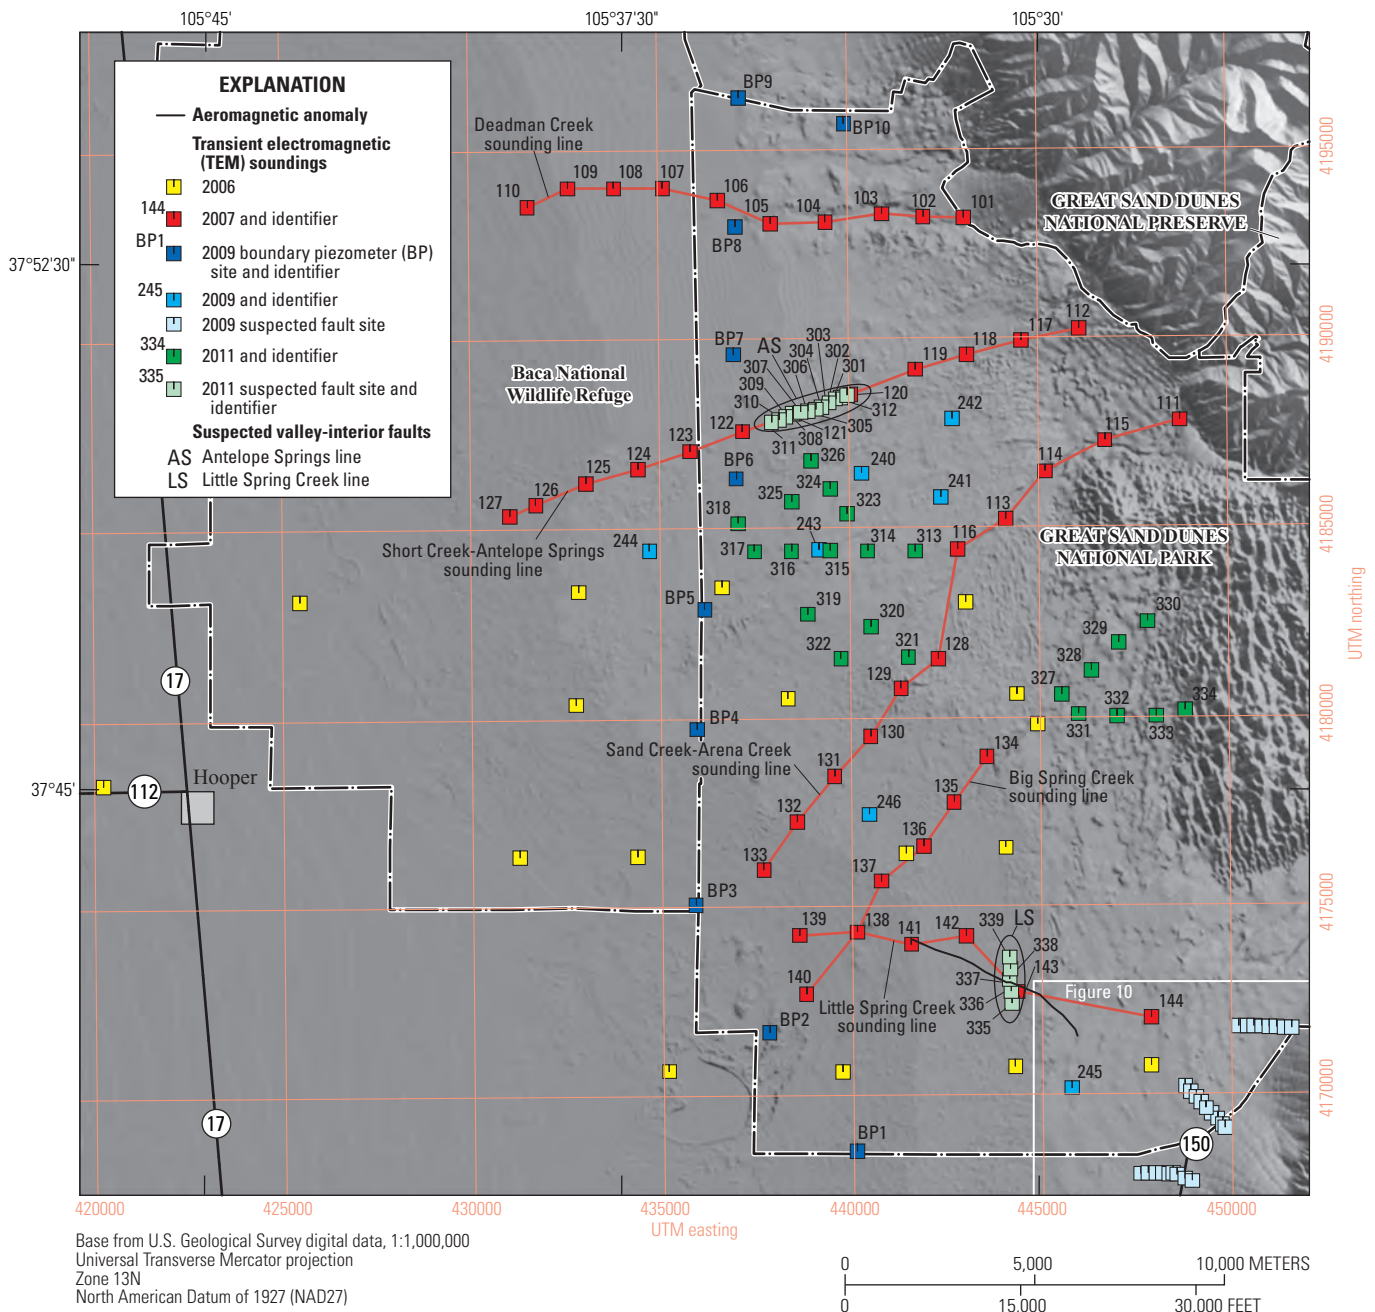 105°45'
105°37'30"
105°30'
EXPLANATION
Aeromagnetic anomaly
Transient electromagnetic
(TEM) soundings
2006
144
2007 and identifier
BP1
2009 boundary piezometer (BP)
site and identifier
245
2009 and identifier
2009 suspected fault site
334
2011 and identifier
335
2011 suspected fault site and
identifier
Suspected valley-interior faults
AS Antelope Springs line
LS Little Spring Creek line
BP9
BP10
Deadman Creek
sounding line
110
109
108
107
106
105
104
103
102
101
BP8
GREAT SAND DUNES
NATIONAL PRESERVE
4195000
37°52'30"
112
117
118
119
4190000
BP7
AS
303
304
302
301
307
306
309
310
120
312
305
121
308
311
122
Baca National
Wildlife Refuge
123
124
125
126
127
BP6
326
240
242
241
324
325
323
318
111
115
114
113
116
Short Creek-Antelope Springs
sounding line
244
317
316
243
315
314
313
GREAT SAND DUNES
NATIONAL PARK
4185000
BP5
319
320
322
321
128
129
330
329
328
327
331
332
333
334
UTM northing
17
BP4
4180000
130
Sand Creek-Arena Creek
sounding line
131
132
133
134
Big Spring Creek
sounding line
135
246
136
137
37°45'
112
Hooper
BP3
4175000
139
138
141
142
339
LS
338
337
143
336
335
140
Little Spring Creek
sounding line
Figure 10
144
BP2
245
4170000
17
BP1
150
420000
425000
430000
435000
440000
445000
450000
UTM easting
Base from U.S. Geological Survey digital data, 1:1,000,000
Universal Transverse Mercator projection
Zone 13N
North American Datum of 1927 (NAD27)
0
5,000
10,000 METERS
0
15,000
30,000 FEET